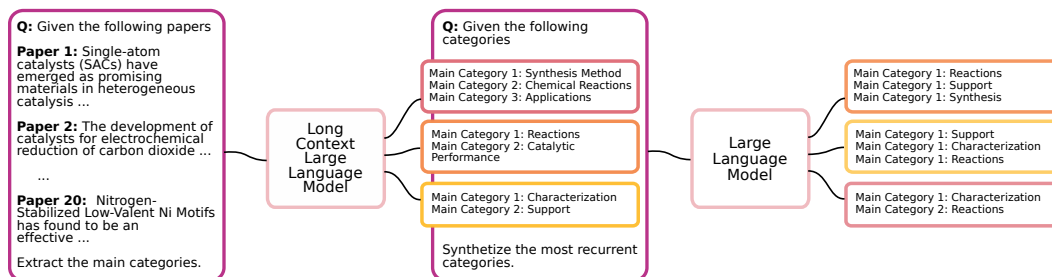 Q: Given the following papers
Paper 1: Single-atom
catalysts (SACs) have
emerged as promising
materials in heterogeneous
catalysis ...
Paper 2: The development of
catalysts for electrochemical
reduction of carbon dioxide ...
...
Paper 20: Nitrogen-
Stabilized Low-Valent Ni Motifs
has found to be an
effective ...
Extract the main categories.
Long
Context
Large
Language
Model
Q: Given the following
categories
Main Category 1: Synthesis Method
Main Category 2: Chemical Reactions
Main Category 3: Applications
Main Category 1: Reactions
Main Category 2: Catalytic
Performance
Main Category 1: Characterization
Main Category 2: Support
Synthetize the most recurrent
categories.
Large
Language
Model
Main Category 1: Reactions
Main Category 1: Support
Main Category 1: Synthesis
Main Category 1: Support
Main Category 1: Characterization
Main Category 1: Reactions
Main Category 1: Characterization
Main Category 2: Reactions